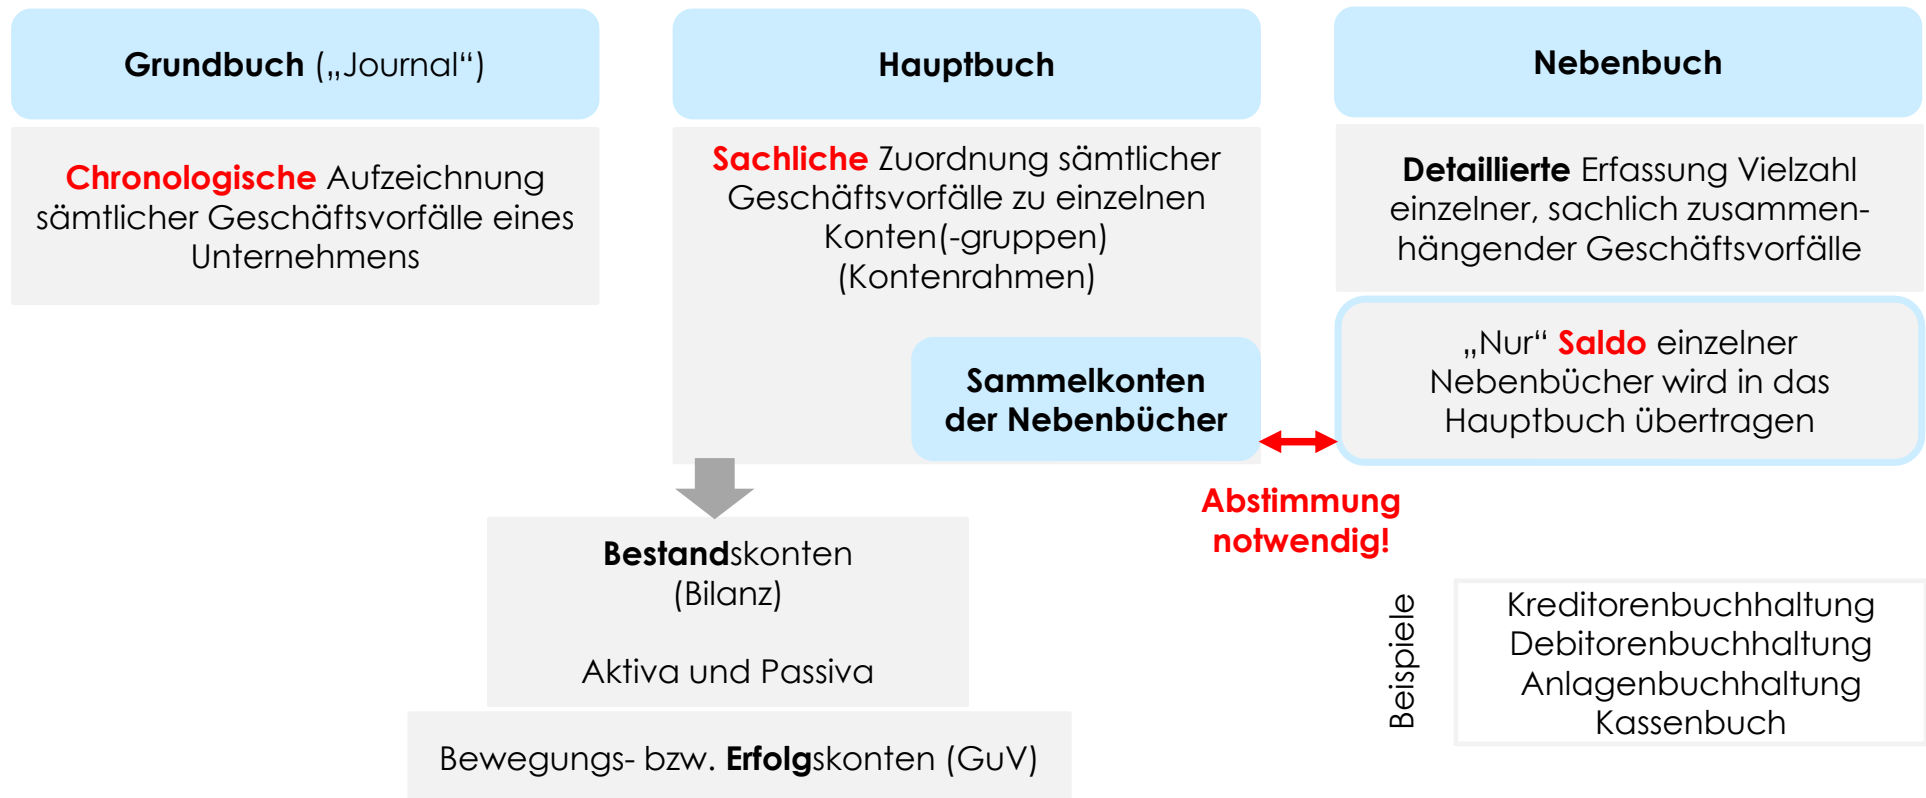 Grundbuch („Journal“)
Chronologische Aufzeichnung
sämtlicher Geschäftsvorfälle eines
Unternehmens
Hauptbuch
Sachliche Zuordnung sämtlicher
Geschäftsvorfälle zu einzelnen
Konten(-gruppen)
(Kontenrahmen)
Sammelkonten
der Nebenbücher
Nebenbuch
Detaillierte Erfassung Vielzahl
einzelner, sachlich zusammen-
hängender Geschäftsvorfälle
„Nur“ Saldo einzelner
Nebenbücher wird in das
Hauptbuch übertragen
Abstimmung
notwendig!
Bestandskonten
(Bilanz)
Aktiva und Passiva
Bewegungs- bzw. Erfolgskonten (GuV)
Beispiele
Kreditorenbuchhaltung
Debitorenbuchhaltung
Anlagenbuchhaltung
Kassenbuch